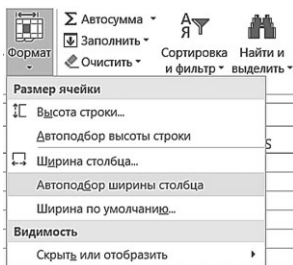 Формат
Σ Автосумма
Заполнить
Очистить
Сортировка
и фильтр
Найти и
выделить
Размер ячейки
Высота строки...
Автоподбор высоты строки
Ширина столбца...
Автоподбор ширины столбца
Ширина по умолчанию...
Видимость
Скрыть или отобразить
S